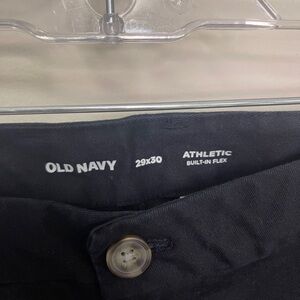 OLD NAVY
29x30
ATHLETIC
BUILT-IN FLEX